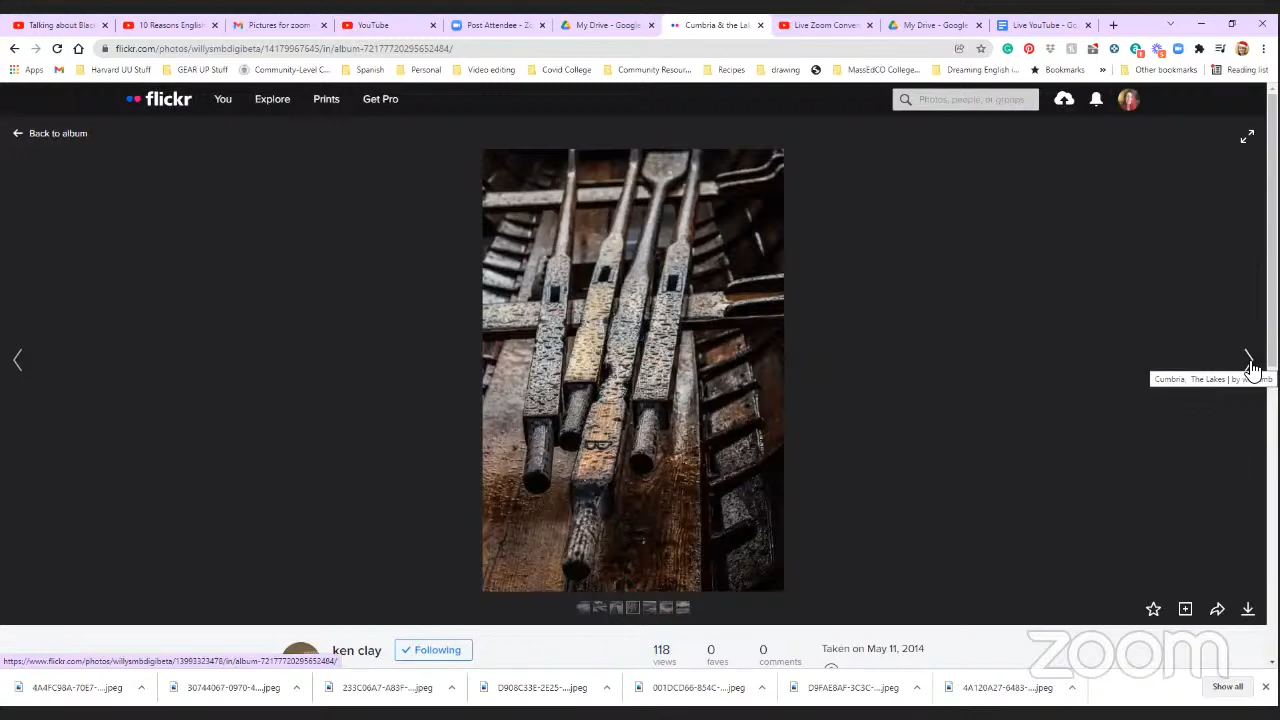 Talking about Blac
10 Reasons English
Pictures for zoom
YouTube
Post Attendee - Zo
My Drive - Google
Cumbria & the Lak
Live Zoom Conver
My Drive - Google
Live YouTube - Go
flickr.com/photos/willysmbdigibeta/14179967645/in/album-72177720295652484/
Apps
Harvard UU Stuff
GEAR UP Stuff
Community-Level C...
Spanish
Personal
Video editing
Covid College
Community Resour...
Recipes
drawing
MassEdCO College...
Dreaming English i...
Bookmarks
»
Other bookmarks
Reading list
flickr
You
Explore
Prints
Get Pro
Photos, people, or groups
Back to album
B
Cumbria, The Lakes | by
ken clay
Following
118
views
0
faves
0
comments
Taken on May 11, 2014
https://www.flickr.com/photos/willysmbdigibeta/13993323478/in/album-72177720295652484/
zoom
4A4FC98A-70E7-....jpeg
30744067-0970-4....jpeg
233C06A7-A83F-....jpeg
D908C33E-2E25-....jpeg
001DCD66-854C-....jpeg
D9FAE8AF-3C3C-....jpeg
4A120A27-6483-....jpeg
Show all